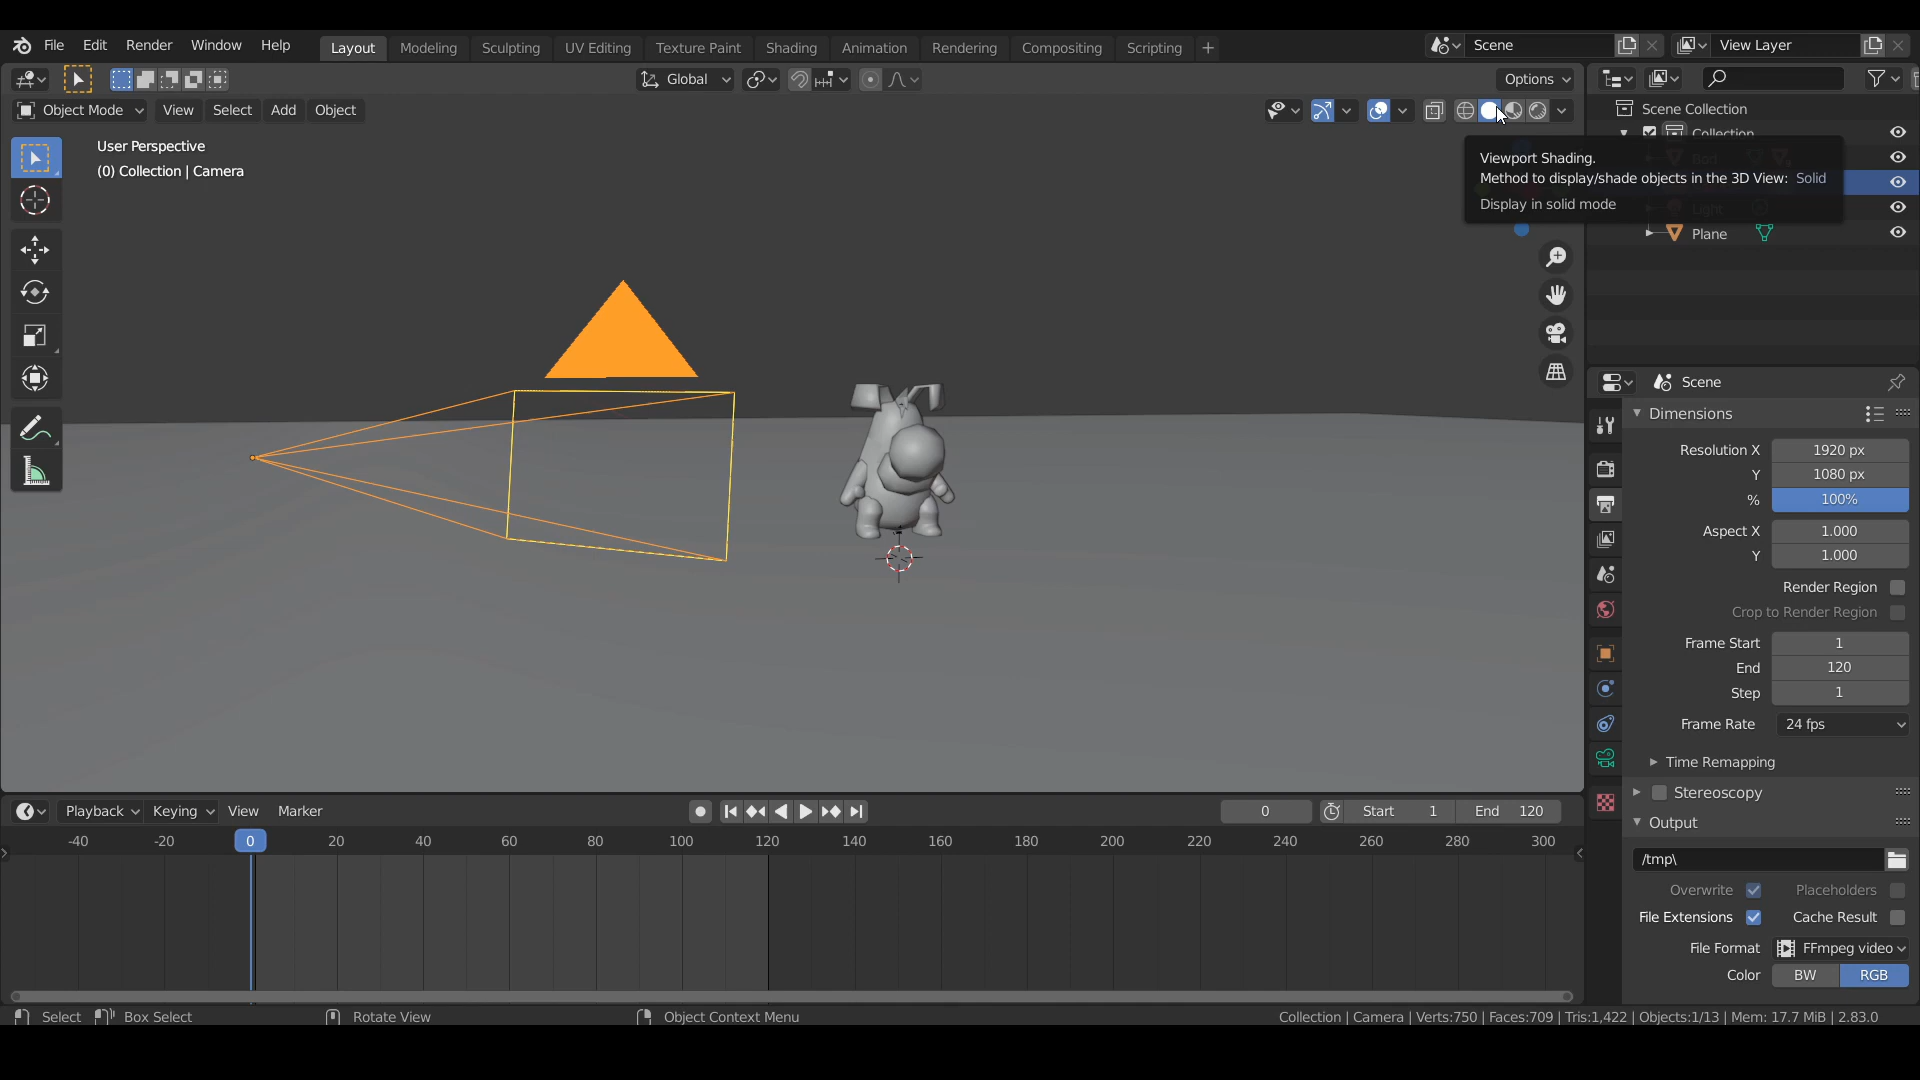 File Edit Render Window Help Layout Modeling Sculpting UV Editing Texture Paint Shading Animation Rendering Compositing Scripting + Scene View Layer
Global Options
Object Mode View Select Add Object
Scene Collection
Collection
User Perspective
(0) Collection | Camera
Viewport Shading.
Method to display/shade objects in the 3D View: Solid
Display in solid mode
Light
Plane
Scene
Dimensions
Resolution X 1920 px
Y 1080 px
% 100%
Aspect X 1.000
Y 1.000
Render Region
Crop to Render Region
Frame Start 1
End 120
Step 1
Frame Rate 24 fps
Time Remapping
Stereoscopy
Output
/tmp\
Overwrite Placeholders
File Extensions Cache Result
File Format FFmpeg video
Color BW RGB
Playback Keying View Marker 0 Start 1 End 120
-40 -20 0 20 40 60 80 100 120 140 160 180 200 220 240 260 280 300
Select Box Select Rotate View Object Context Menu Collection | Camera | Verts:750 | Faces:709 | Tris:1,422 | Objects:1/13 | Mem: 17.7 MiB | 2.83.0